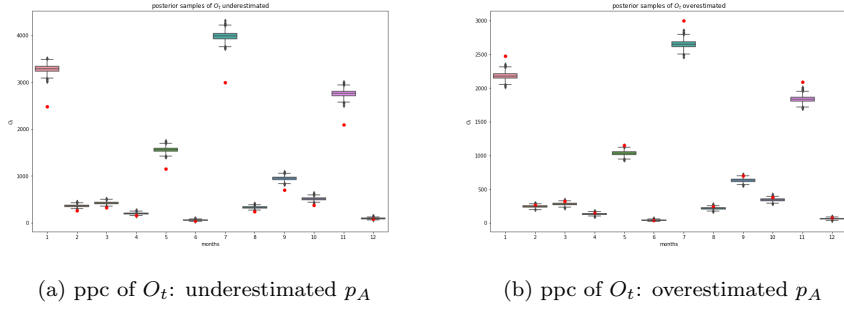 posterior samples of O_t underestimated
4000
3000
2000
1000
0
O_t
1 2 3 4 5 6 7 8 9 10 11 12
months
(a) ppc of O_t: underestimated p_A
posterior samples of O_t overestimated
3000
2500
2000
1500
1000
500
0
O_t
1 2 3 4 5 6 7 8 9 10 11 12
months
(b) ppc of O_t: overestimated p_A